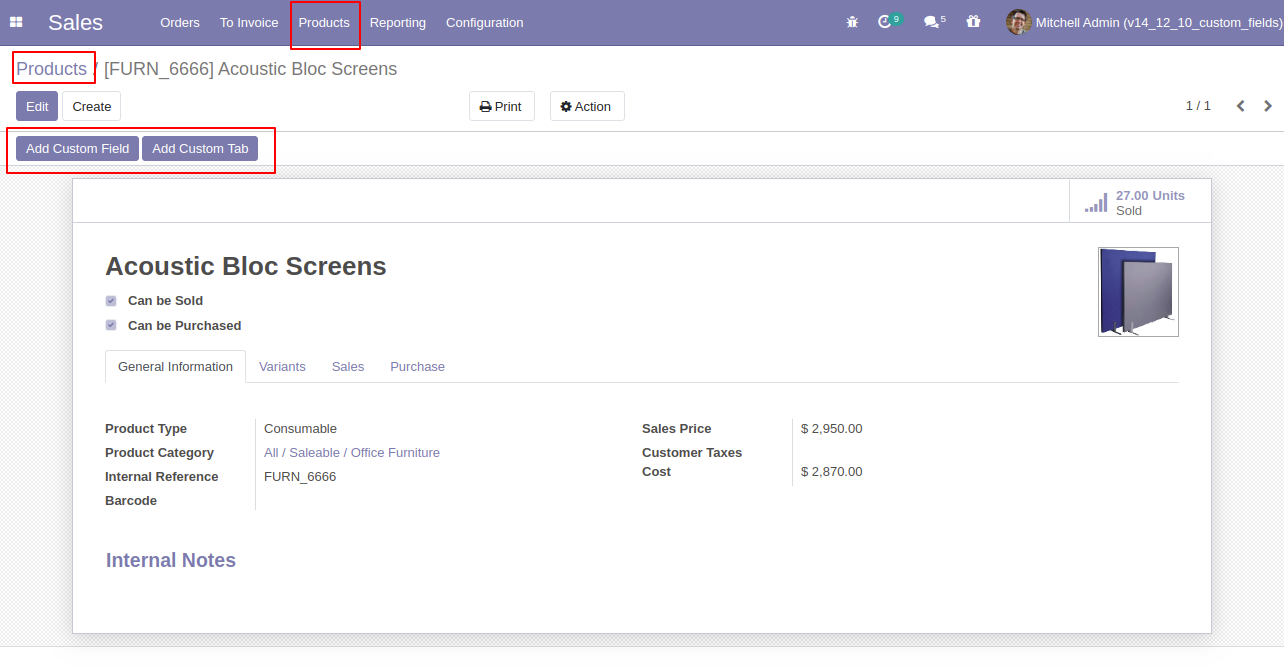 Sales Orders To Invoice Products Reporting Configuration 9 5 Mitchell Admin (v14_12_10_custom_fields)
Products / [FURN_6666] Acoustic Bloc Screens
Edit Create Print Action 1 / 1
Add Custom Field Add Custom Tab
27.00 Units
Sold
Acoustic Bloc Screens
Can be Sold
Can be Purchased
General Information Variants Sales Purchase
Product Type Consumable Sales Price $ 2,950.00
Product Category All / Saleable / Office Furniture Customer Taxes
Internal Reference FURN_6666 Cost $ 2,870.00
Barcode
Internal Notes